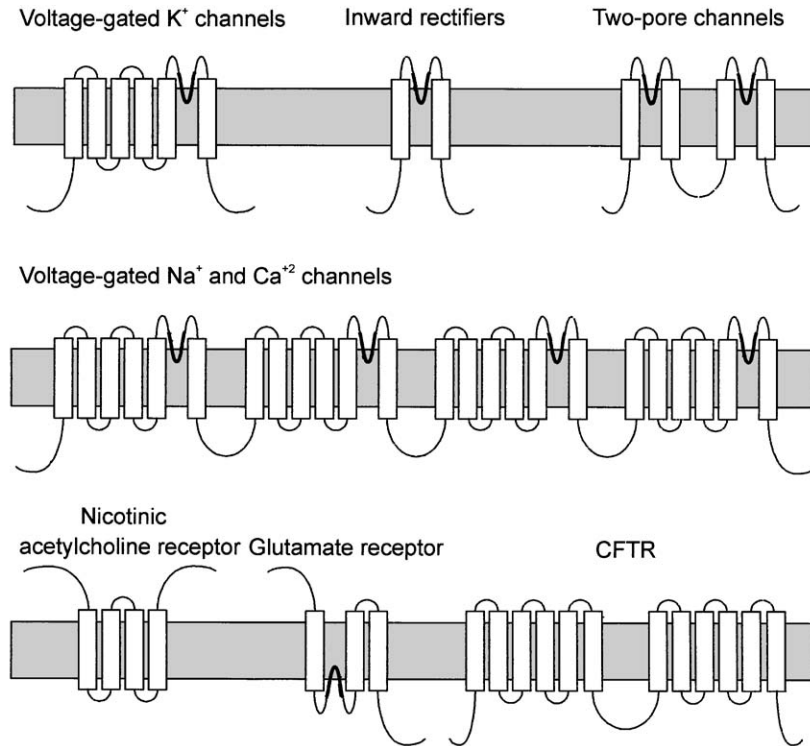 Voltage-gated K⁺ channels
Inward rectifiers
Two-pore channels
Voltage-gated Na⁺ and Ca⁺² channels
Nicotinic
acetylcholine receptor
Glutamate receptor
CFTR